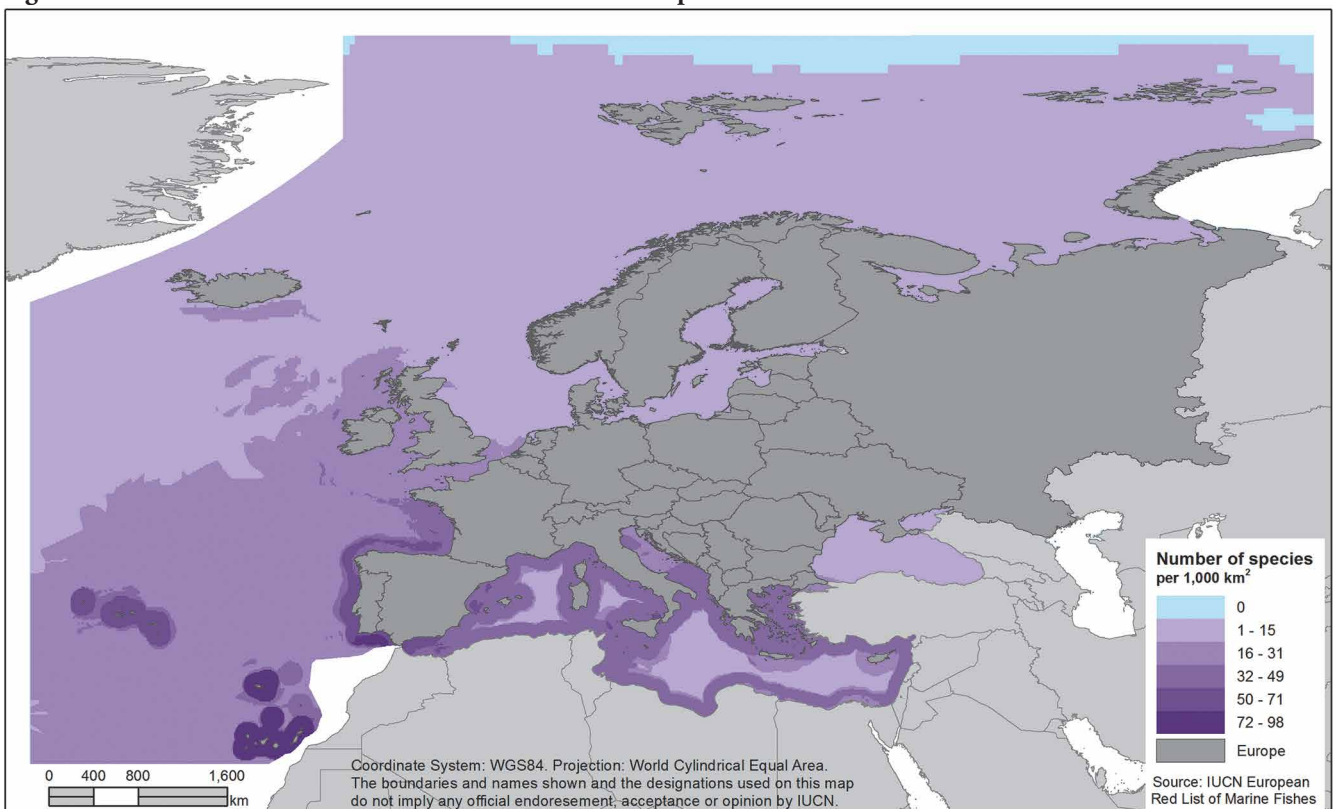 Number of species
per 1,000 km²
0
1 - 15
16 - 31
32 - 49
50 - 71
72 - 98
Europe
Source: IUCN European
Red List of Marine Fishes
0 400 800 1,600
km
Coordinate System: WGS84. Projection: World Cylindrical Equal Area.
The boundaries and names shown and the designations used on this map
do not imply any official endoresement, acceptance or opinion by IUCN.